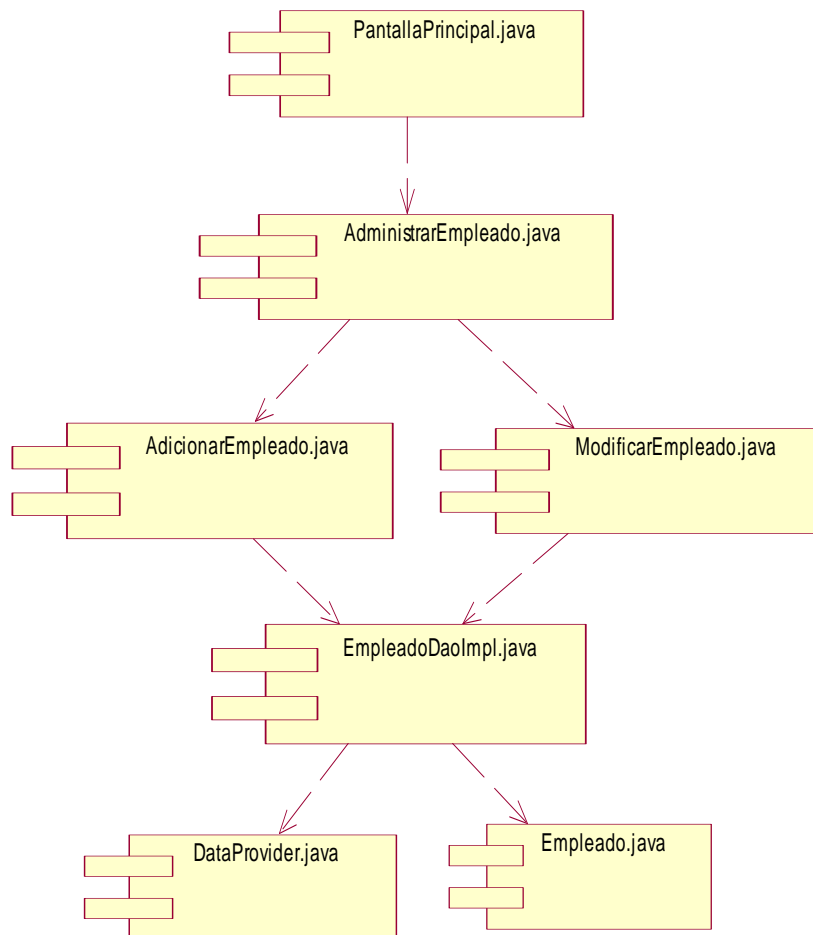 PantallaPrincipal.java
AdministrarEmpleado.java
AdicionarEmpleado.java
ModificarEmpleado.java
EmpleadoDaoImpl.java
DataProvider.java
Empleado.java